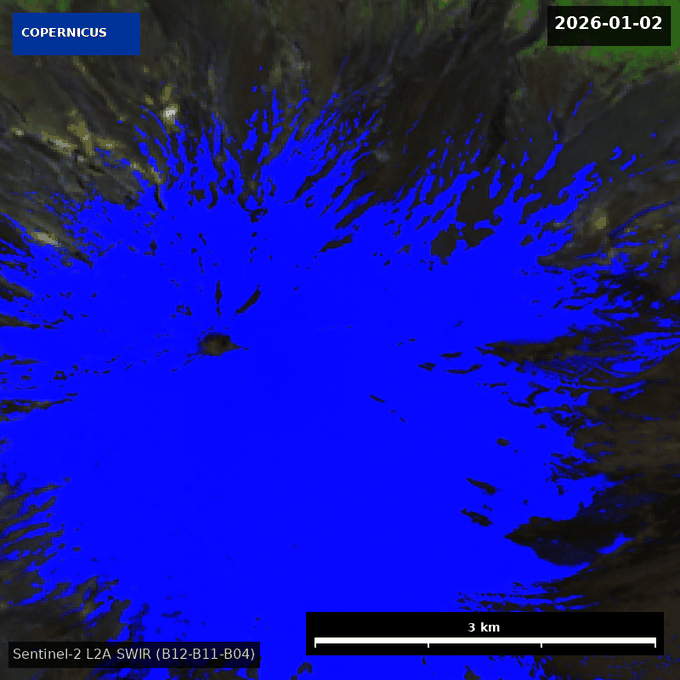 COPERNICUS
2026-01-02
3 km
Sentinel-2 L2A SWIR (B12-B11-B04)